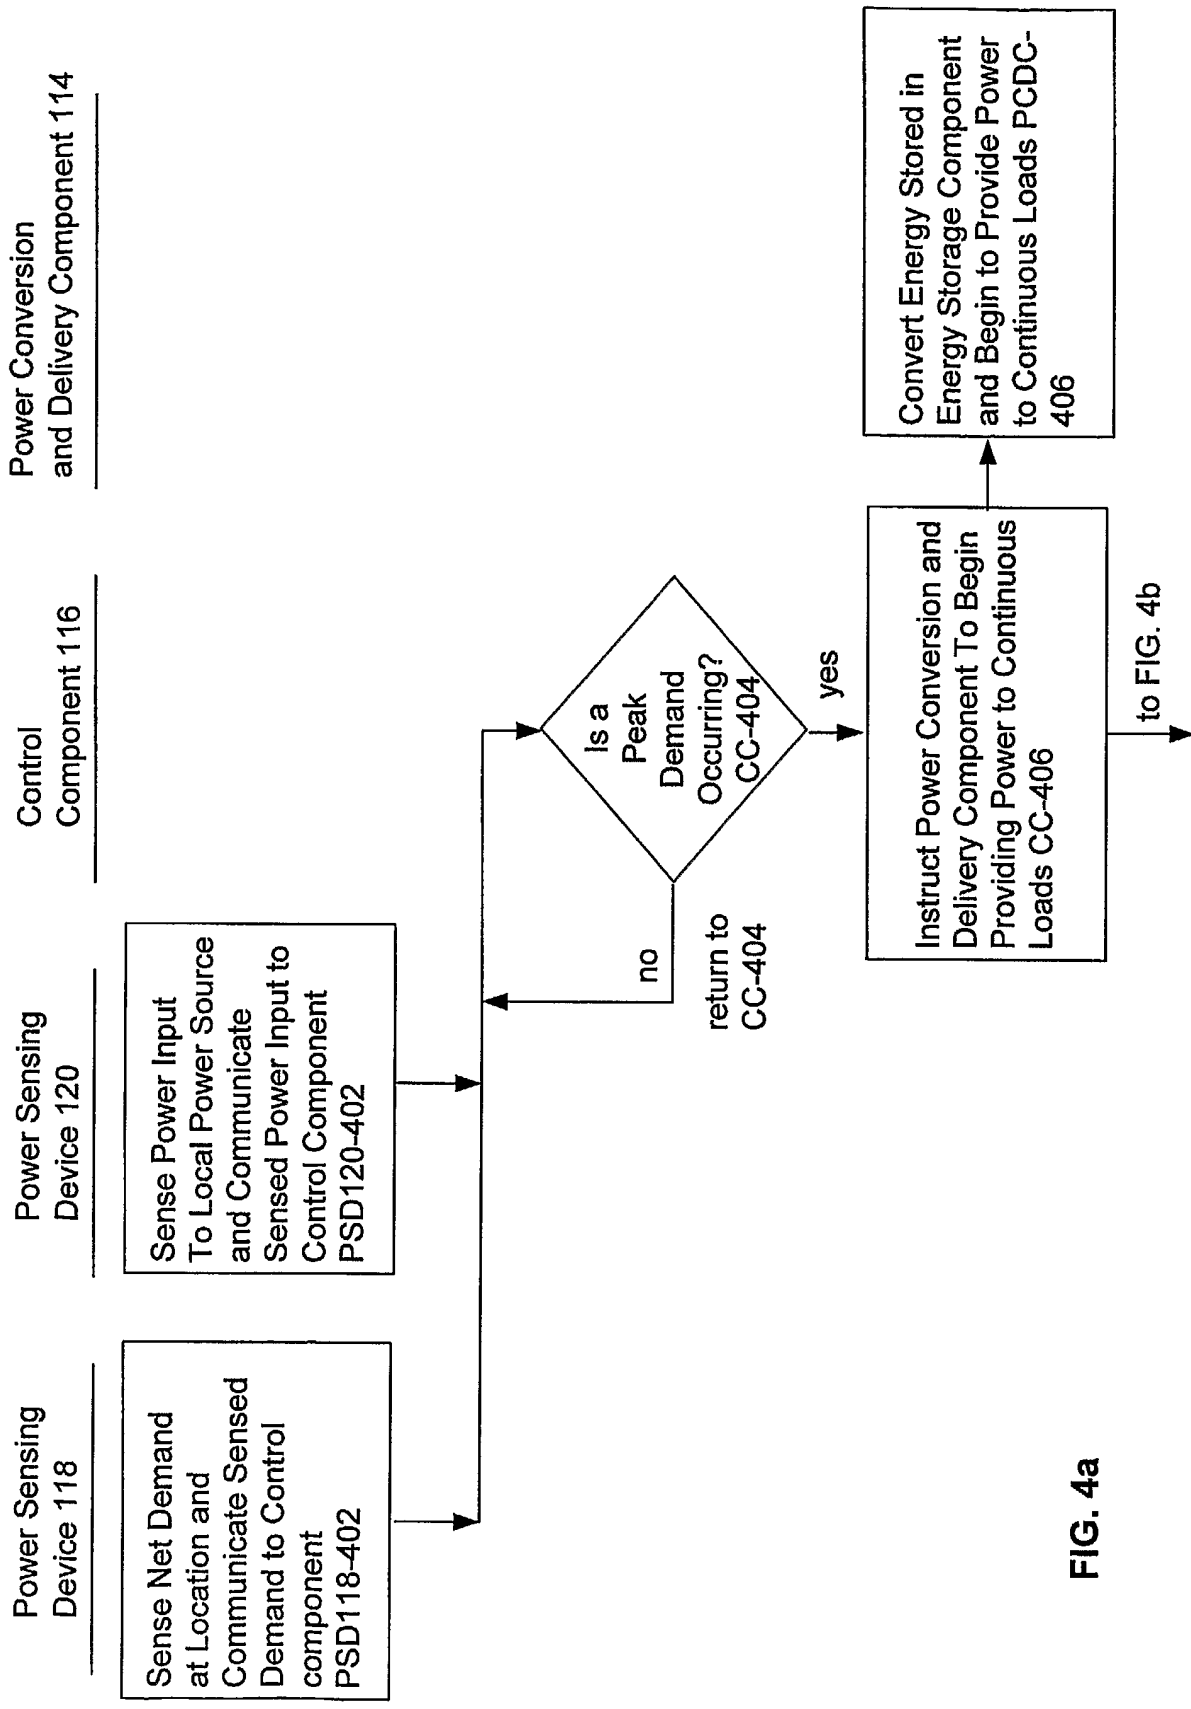 Power Sensing
Device 118
Power Sensing
Device 120
Control
Component 116
Power Conversion
and Delivery Component 114
Sense Net Demand
at Location and
Communicate Sensed
Demand to Control
component
PSD118-402
Sense Power Input
To Local Power Source
and Communicate
Sensed Power Input to
Control Component
PSD120-402
Is a
Peak
Demand
Occurring?
CC-404
no
return to
CC-404
yes
Instruct Power Conversion and
Delivery Component To Begin
Providing Power to Continuous
Loads CC-406
Convert Energy Stored in
Energy Storage Component
and Begin to Provide Power
to Continuous Loads PCDC-
406
to FIG. 4b
FIG. 4a